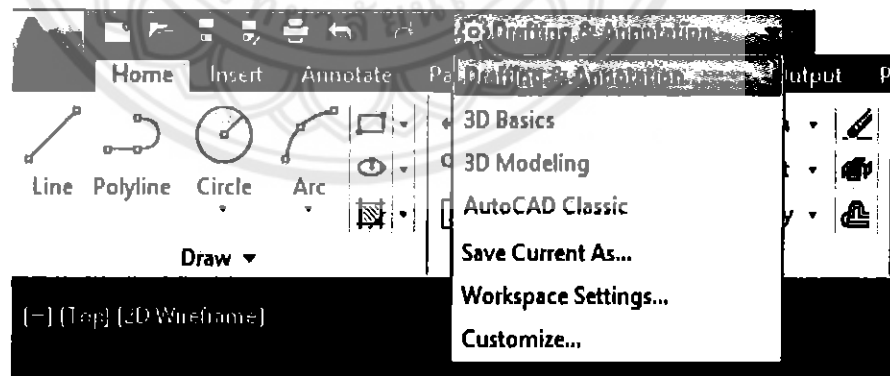 Drafting & Annotation
Home Insert Annotate Pa Drafting & Annotation utput P
3D Basics
3D Modeling
AutoCAD Classic
Save Current As...
Workspace Settings...
Customize...
Line Polyline Circle Arc
Draw
[−] [Top] [2D Wireframe]